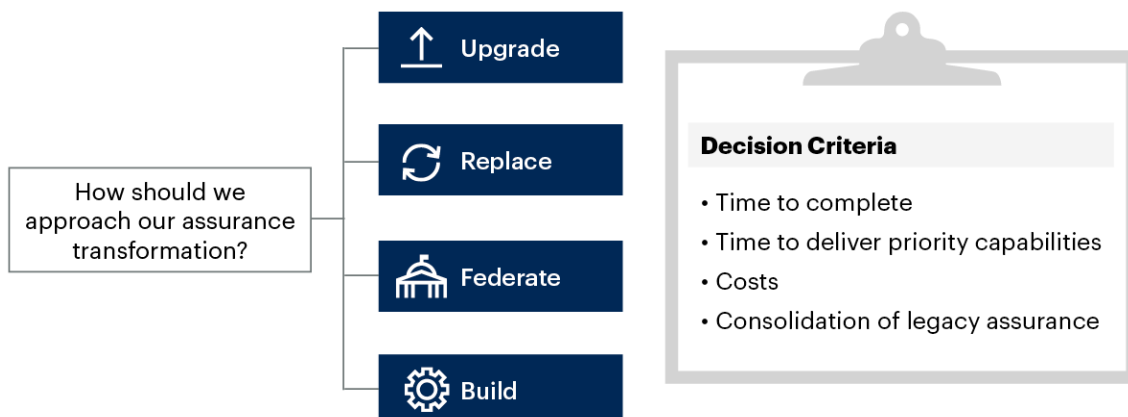 How should we
approach our assurance
transformation?
Upgrade
Replace
Federate
Build
Decision Criteria
• Time to complete
• Time to deliver priority capabilities
• Costs
• Consolidation of legacy assurance